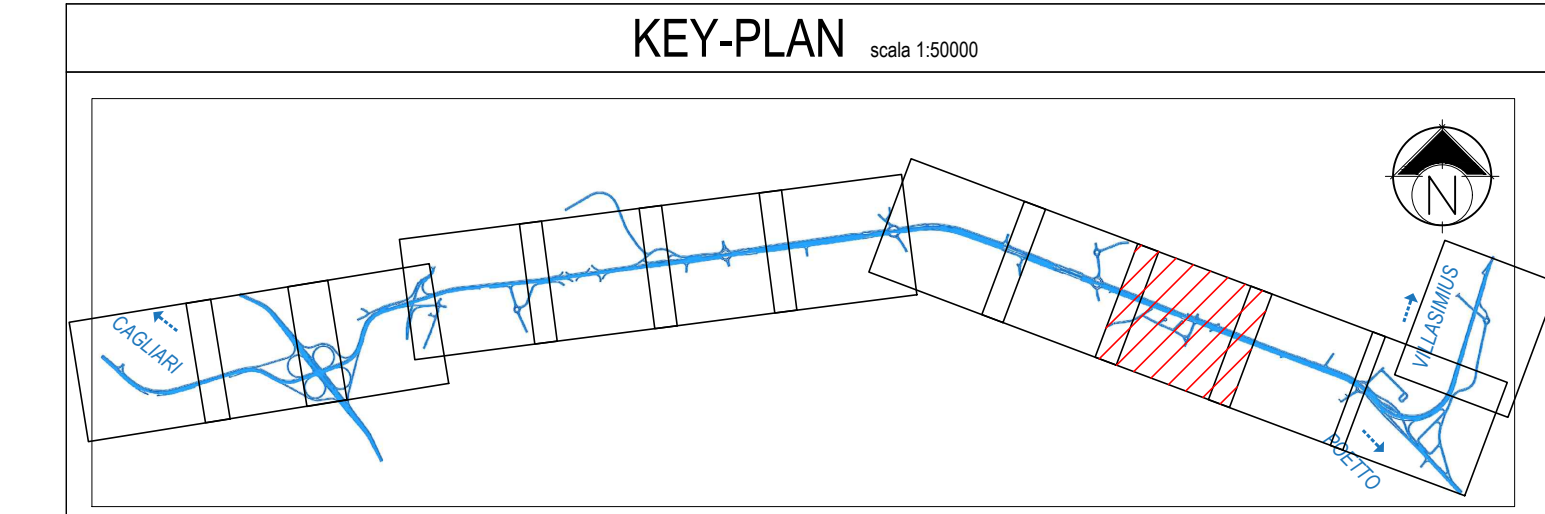 KEY-PLAN scala 1:50000
N
CAGLIARI
VILLASIMIUS
POETTO